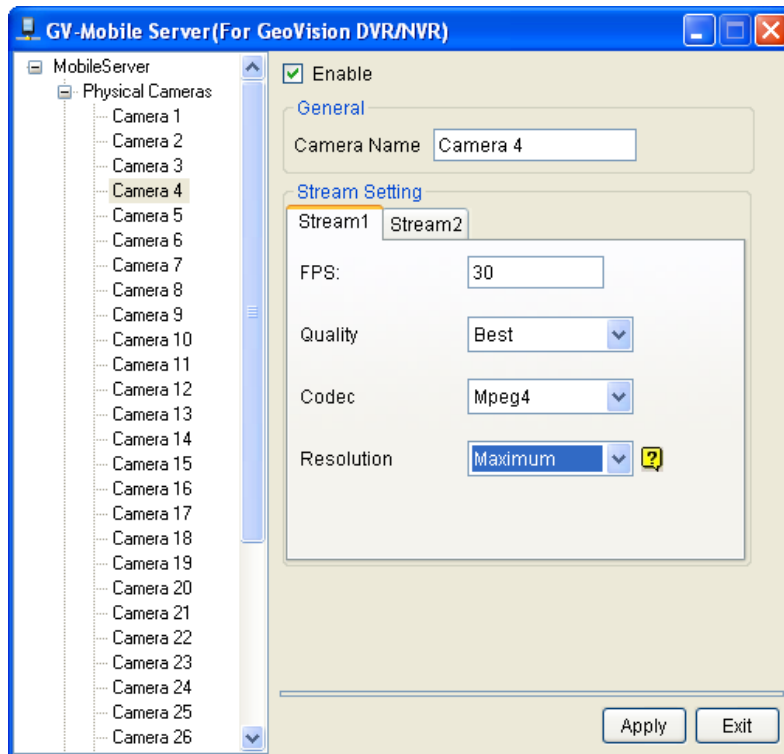 GV-Mobile Server(For GeoVision DVR/NVR)
MobileServer
Physical Cameras
Camera 1
Camera 2
Camera 3
Camera 4
Camera 5
Camera 6
Camera 7
Camera 8
Camera 9
Camera 10
Camera 11
Camera 12
Camera 13
Camera 14
Camera 15
Camera 16
Camera 17
Camera 18
Camera 19
Camera 20
Camera 21
Camera 22
Camera 23
Camera 24
Camera 25
Camera 26
Enable
General
Camera Name Camera 4
Stream Setting
Stream1 Stream2
FPS: 30
Quality Best
Codec Mpeg4
Resolution Maximum ?
Apply Exit